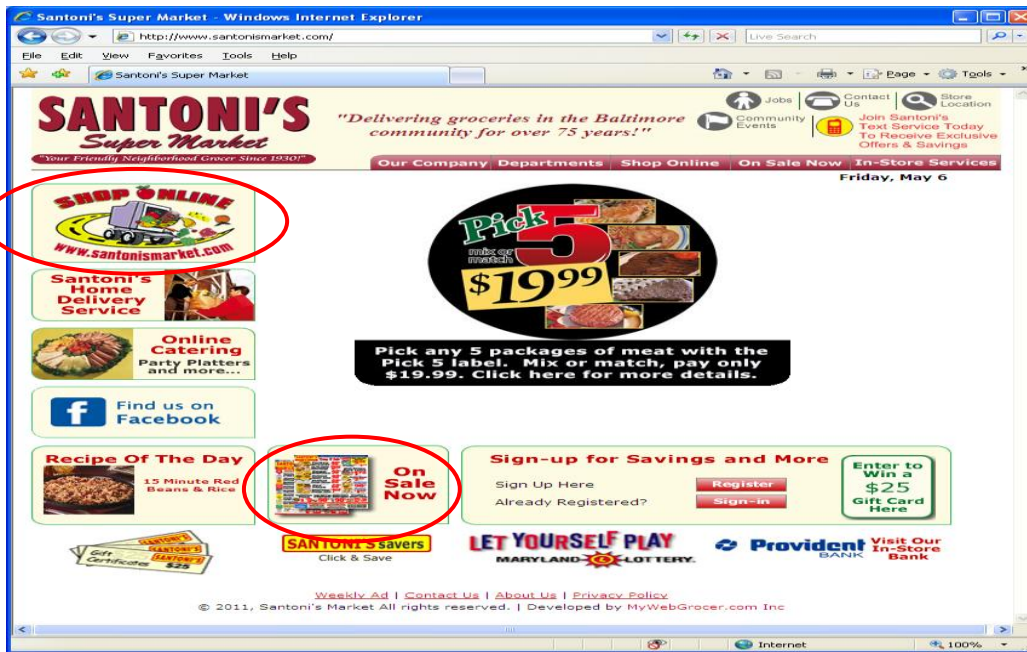 Santoni's Super Market - Windows Internet Explorer
http://www.santonismarket.com/
Live Search
File Edit View Favorites Tools Help
Santoni's Super Market
Page Tools
SANTONI'S
Super Market
"Your Friendly Neighborhood Grocer Since 1930!"
"Delivering groceries in the Baltimore
community for over 75 years!"
Jobs
Contact
Us
Store
Location
Community
Events
Join Santoni's
Text Service Today
To Receive Exclusive
Offers & Savings
Our Company Departments Shop Online On Sale Now In-Store Services
Friday, May 6
SHOP ONLINE
www.santonismarket.com
Santoni's
Home
Delivery
Service
Online
Catering
Party Platters
and more...
Find us on
Facebook
Pick
5
mix or
match
$19.99
Pick any 5 packages of meat with the
Pick 5 label. Mix or match, pay only
$19.99. Click here for more details.
Recipe Of The Day
15 Minute Red
Beans & Rice
On
Sale
Now
Sign-up for Savings and More
Sign Up Here Register
Already Registered? Sign-in
Enter to
Win a
$25
Gift Card
Here
Gift
Certificates
SANTONI'S
$25
SANTONI'S savers
Click & Save
LET YOURSELF PLAY
MARYLAND LOTTERY.
Provident
BANK
Visit Our
In-Store
Bank
Weekly Ad | Contact Us | About Us | Privacy Policy
© 2011, Santoni's Market All rights reserved. | Developed by MyWebGrocer.com Inc
Internet
100%